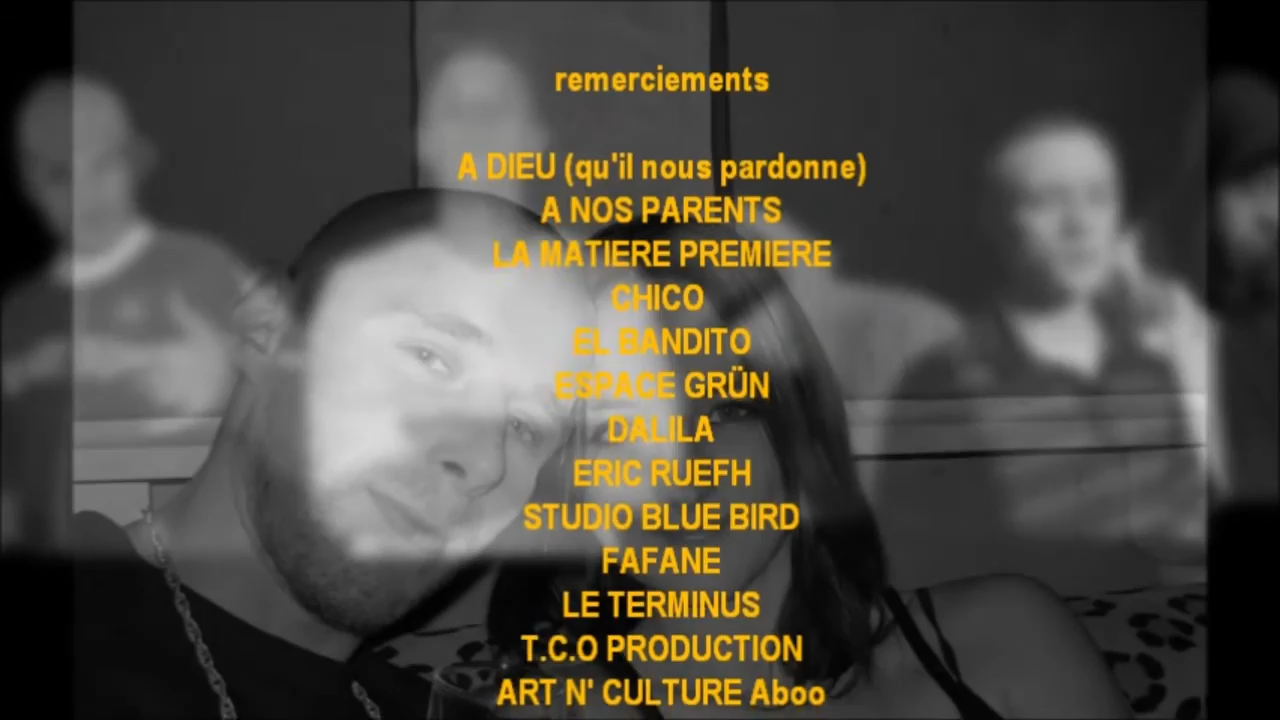 remerciements
A DIEU (qu'il nous pardonne)
A NOS PARENTS
LA MATIERE PREMIERE
CHICO
EL BANDITO
ESPACE GRÜN
DALILA
ERIC RUEFH
STUDIO BLUE BIRD
FAFANE
LE TERMINUS
T.C.O PRODUCTION
ART N' CULTURE Aboo